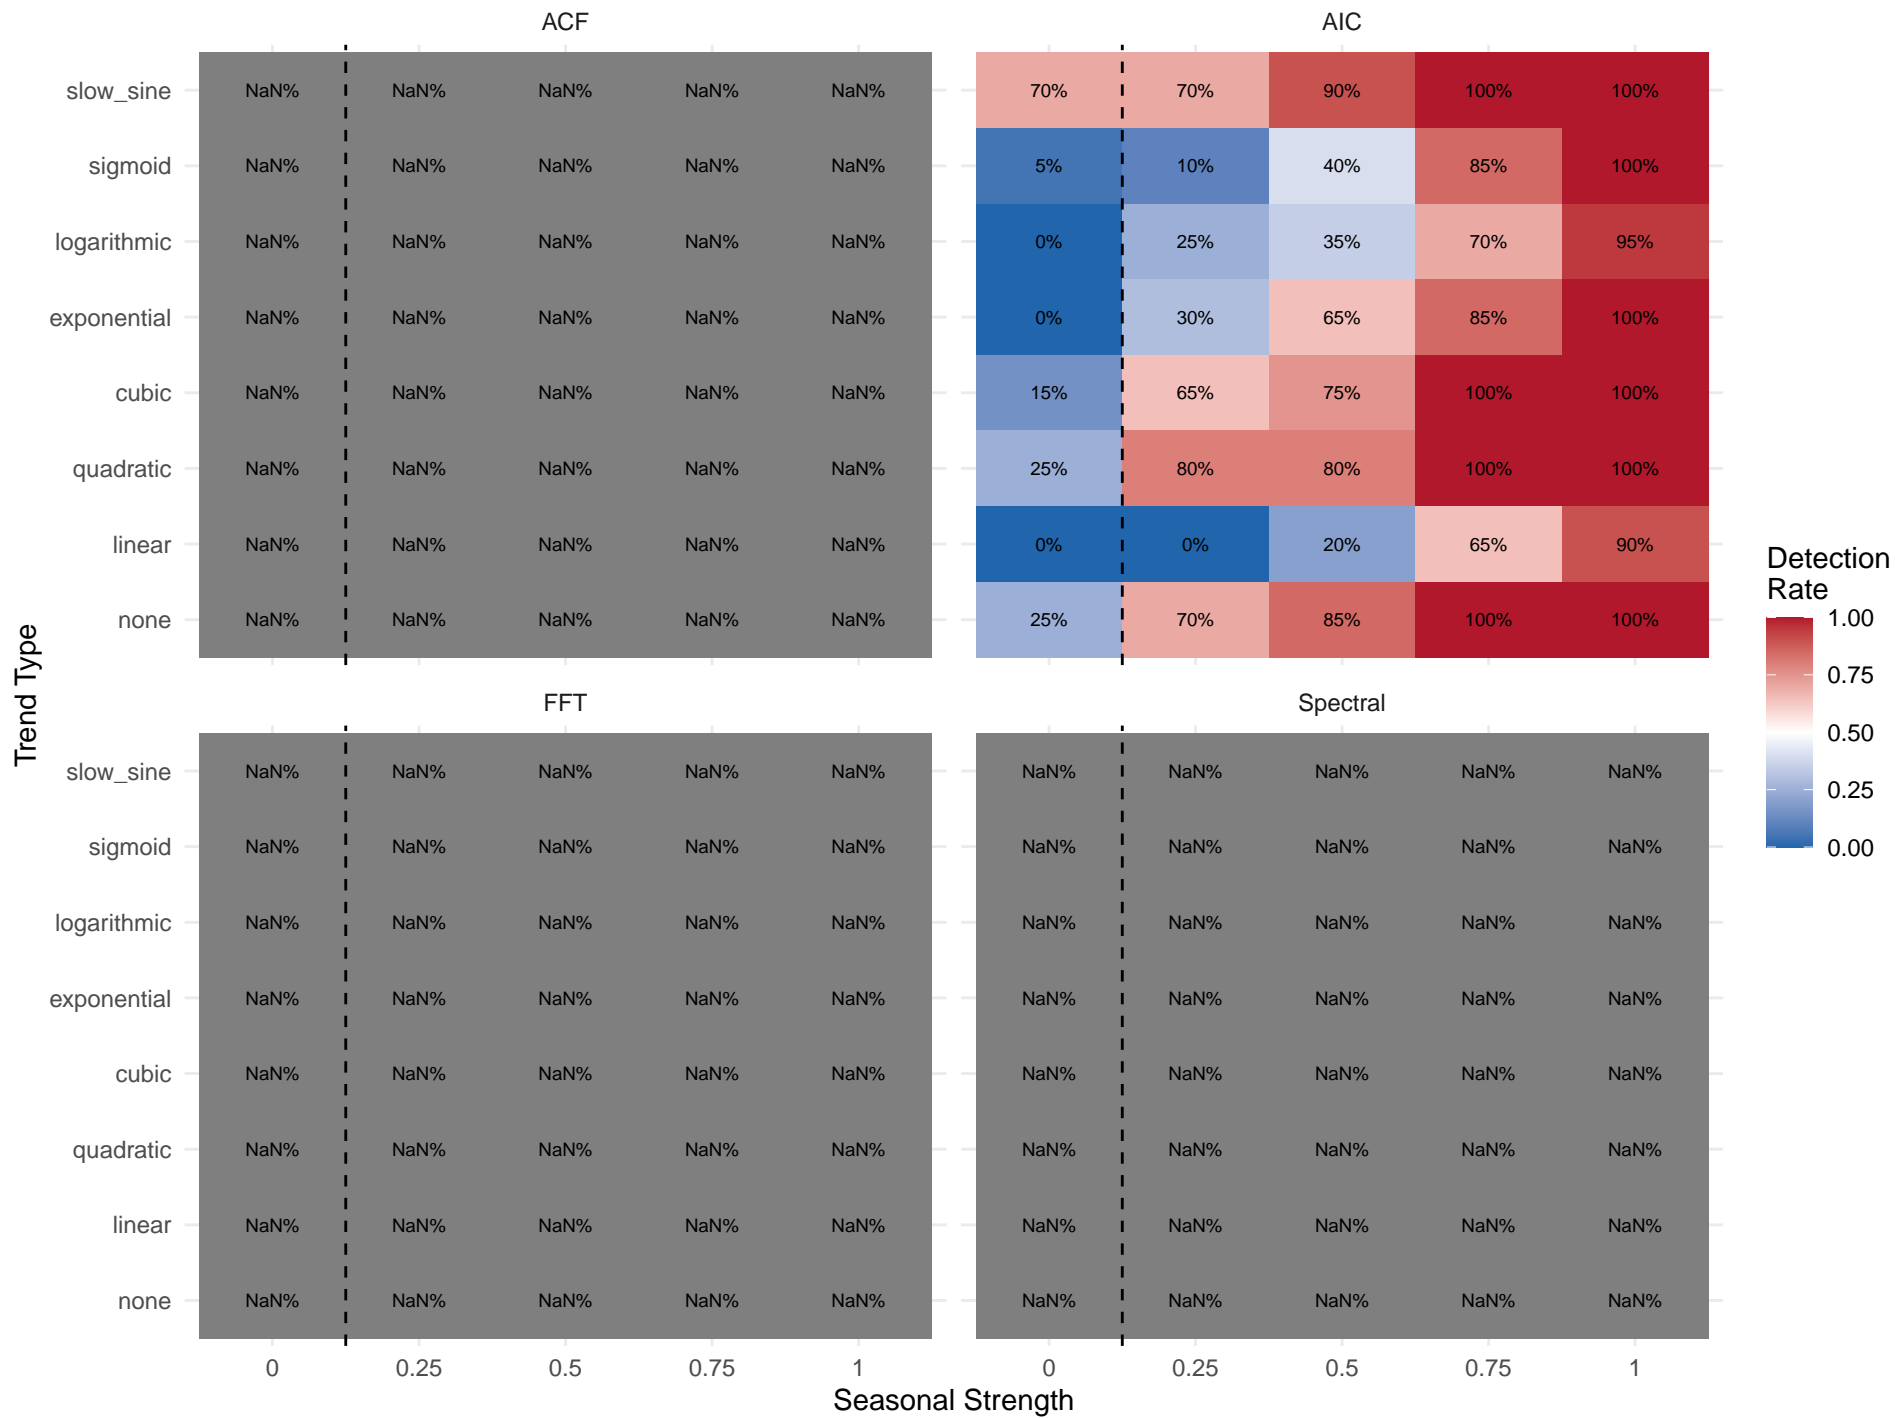 ACF
AIC
slow_sine NaN% NaN% NaN% NaN% NaN% 70% 70% 90% 100% 100%
sigmoid NaN% NaN% NaN% NaN% NaN% 5% 10% 40% 85% 100%
logarithmic NaN% NaN% NaN% NaN% NaN% 0% 25% 35% 70% 95%
exponential NaN% NaN% NaN% NaN% NaN% 0% 30% 65% 85% 100%
cubic NaN% NaN% NaN% NaN% NaN% 15% 65% 75% 100% 100%
quadratic NaN% NaN% NaN% NaN% NaN% 25% 80% 80% 100% 100%
linear NaN% NaN% NaN% NaN% NaN% 0% 0% 20% 65% 90%
none NaN% NaN% NaN% NaN% NaN% 25% 70% 85% 100% 100%
Trend Type
FFT
Spectral
slow_sine NaN% NaN% NaN% NaN% NaN% NaN% NaN% NaN% NaN% NaN%
sigmoid NaN% NaN% NaN% NaN% NaN% NaN% NaN% NaN% NaN% NaN%
logarithmic NaN% NaN% NaN% NaN% NaN% NaN% NaN% NaN% NaN% NaN%
exponential NaN% NaN% NaN% NaN% NaN% NaN% NaN% NaN% NaN% NaN%
cubic NaN% NaN% NaN% NaN% NaN% NaN% NaN% NaN% NaN% NaN%
quadratic NaN% NaN% NaN% NaN% NaN% NaN% NaN% NaN% NaN% NaN%
linear NaN% NaN% NaN% NaN% NaN% NaN% NaN% NaN% NaN% NaN%
none NaN% NaN% NaN% NaN% NaN% NaN% NaN% NaN% NaN% NaN%
0 0.25 0.5 0.75 1 0 0.25 0.5 0.75 1
Seasonal Strength
Detection
Rate
1.00
0.75
0.50
0.25
0.00